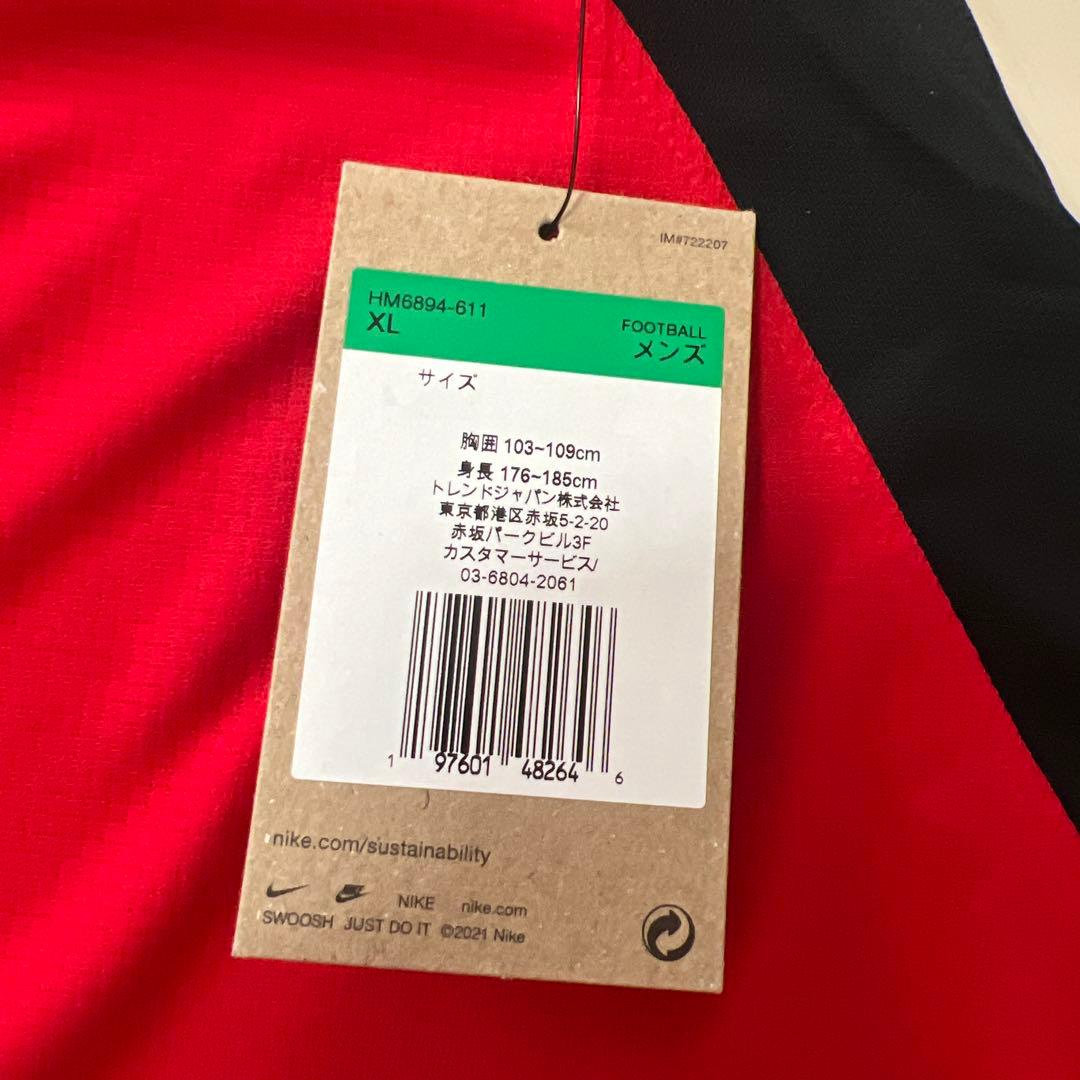 IM#722207
HM6894-611
XL
FOOTBALL
メンズ
サイズ
胸囲 103~109cm
身長 176~185cm
トレンドジャパン株式会社
東京都港区赤坂5-2-20
赤坂パークビル3F
カスタマーサービス/
03-6804-2061
1 97601 48264 6
nike.com/sustainability
NIKE nike.com
SWOOSH JUST DO IT ©2021 Nike